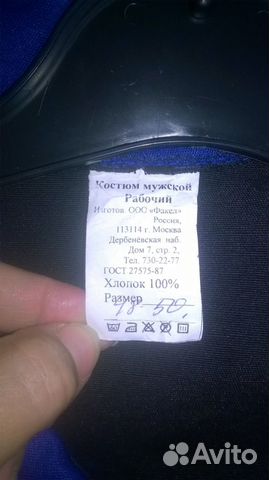 Костюм мужской
Рабочий
Изготов. ООО «Факел»
Россия,
113114 г. Москва
Дербенёвская наб.
Дом 7, стр. 2,
Тел. 730-22-77
ГОСТ 27575-87
Хлопок 100%
Размер
48-50
Avito